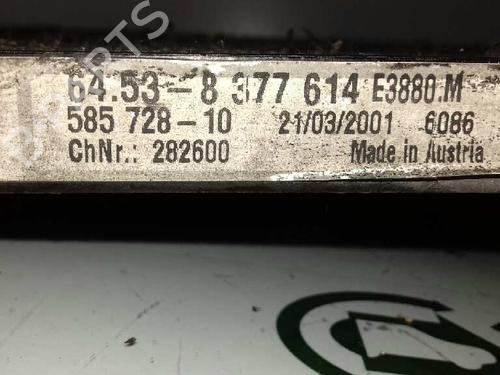 64.53-8 377 614 E3880.M
585 728-10 21/03/2001 6086
ChNr.: 282600 Made in Austria